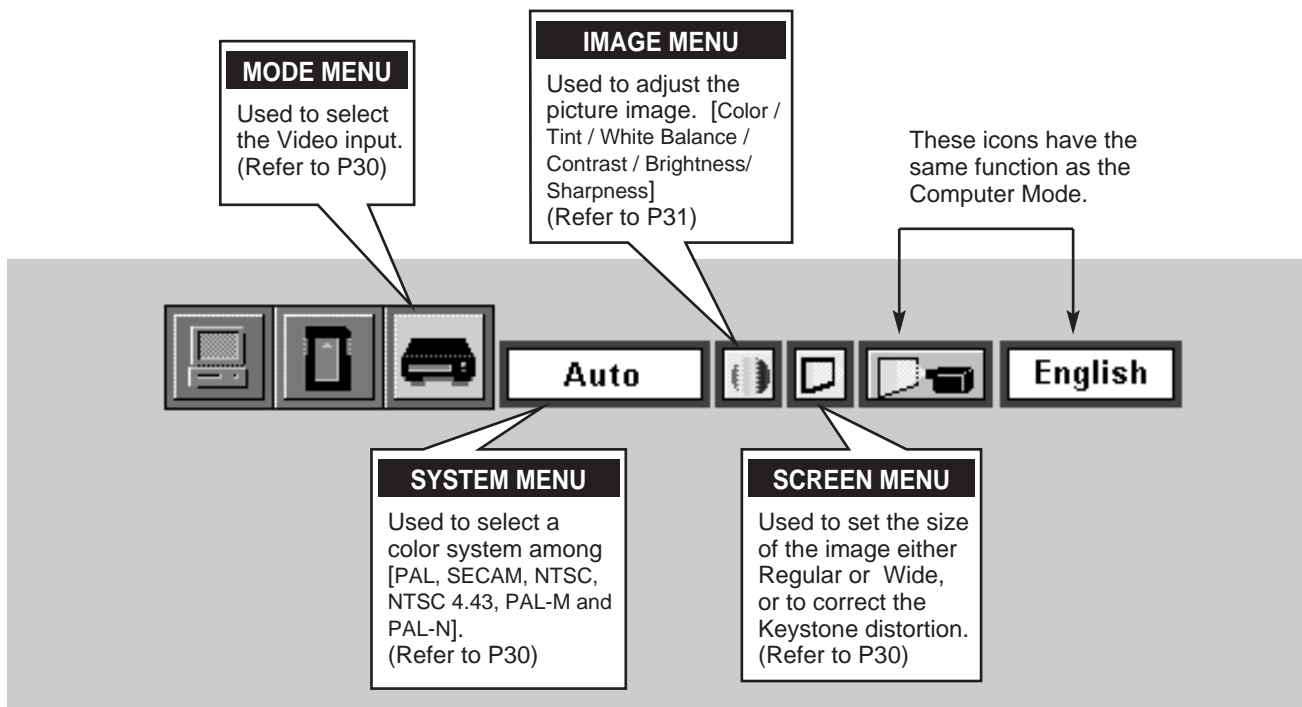 MODE MENU
Used to select
the Video input.
(Refer to P30)
IMAGE MENU
Used to adjust the
picture image.  [Color /
Tint / White Balance /
Contrast / Brightness/
Sharpness]
(Refer to P31)
These icons have the
same function as the
Computer Mode.
Auto
English
SYSTEM MENU
Used to select a
color system among
[PAL, SECAM, NTSC,
NTSC 4.43, PAL-M and
PAL-N].
(Refer to P30)
SCREEN MENU
Used to set the size
of the image either
Regular or  Wide,
or to correct the
Keystone distortion.
(Refer to P30)